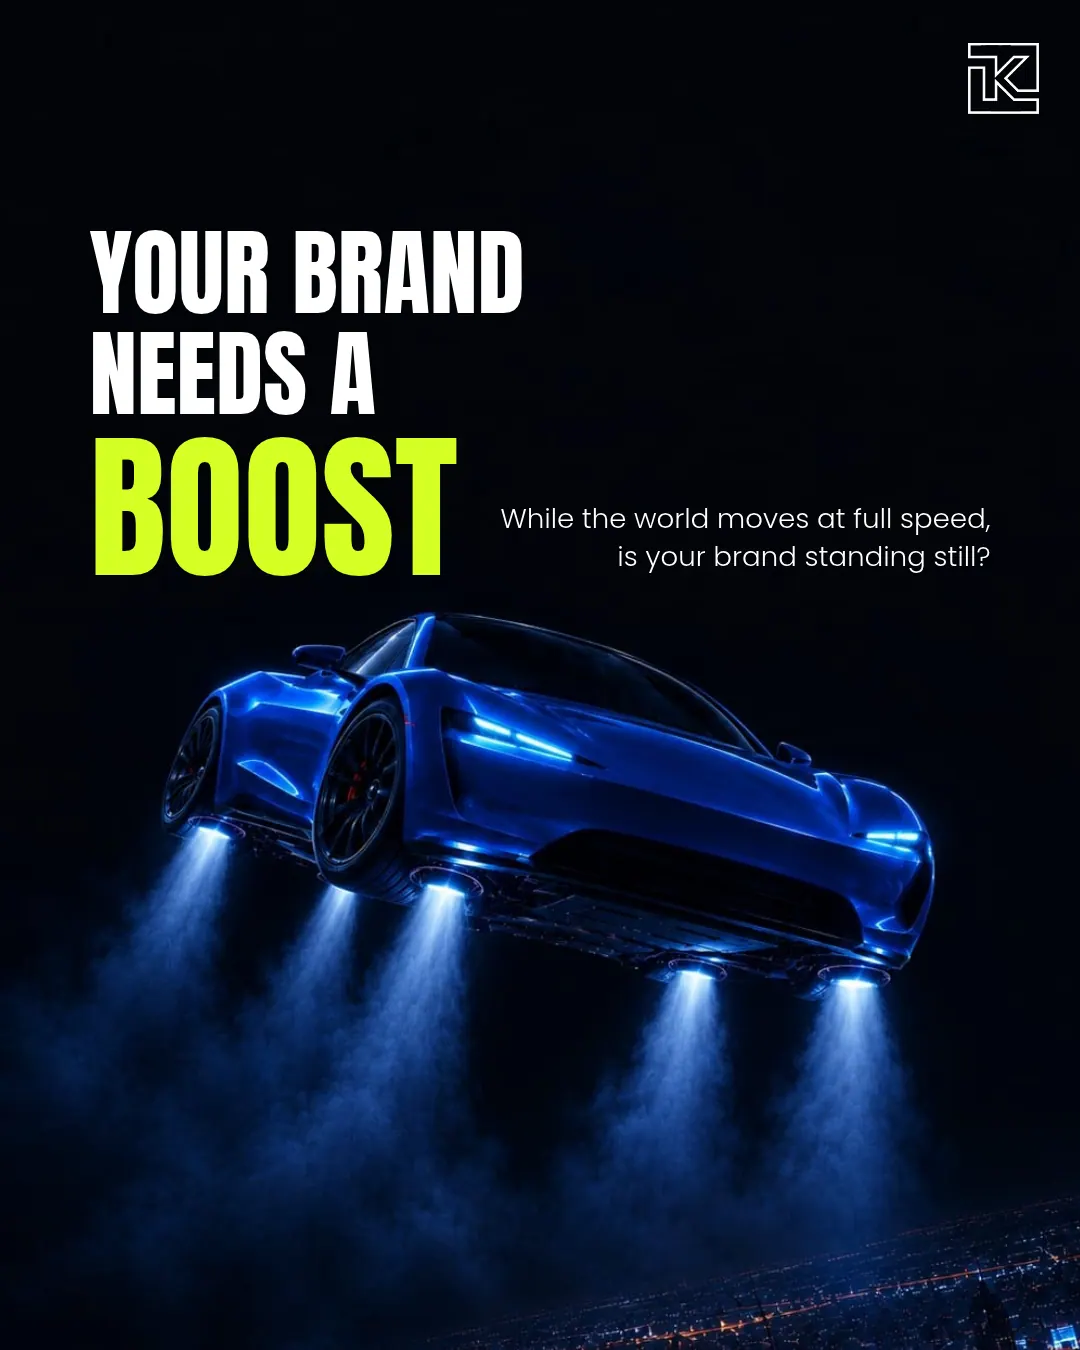 YOUR BRAND
NEEDS A
BOOST
While the world moves at full speed,
is your brand standing still?